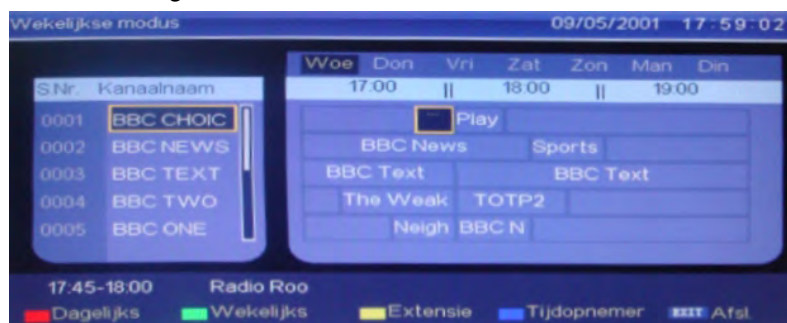 Wekelijkse modus 09/05/2001 17:59:02
Woe Don Vri Zat Zon Man Din
S.Nr. Kanaalnaam 17:00 || 18:00 || 19:00
0001 BBC CHOIC Play
0002 BBC NEWS BBC News Sports
0003 BBC TEXT BBC Text BBC Text
0004 BBC TWO The Weak TOTP2
0005 BBC ONE Neigh BBC N
17:45-18:00 Radio Roo
Dagelijks Wekelijks Extensie Tijdopnemer EXIT Afsl.